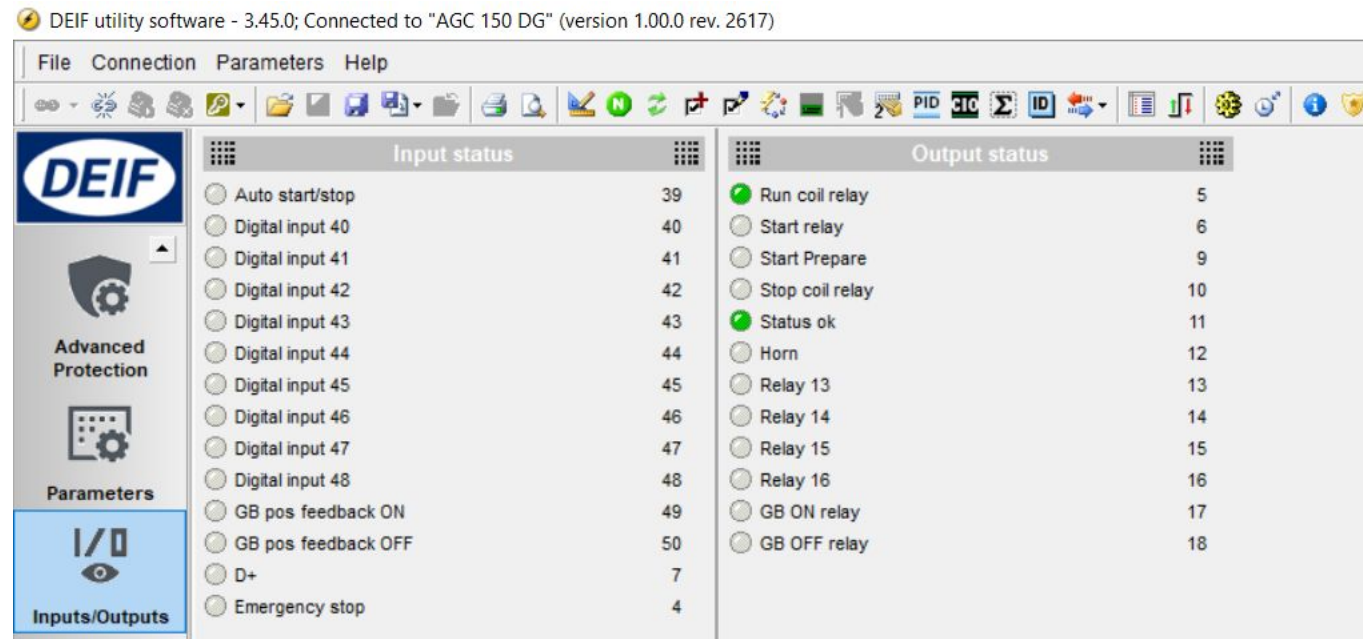 DEIF utility software - 3.45.0; Connected to "AGC 150 DG" (version 1.00.0 rev. 2617)
File Connection Parameters Help
PID ID
DEIF
Advanced
Protection
Parameters
I/O
Inputs/Outputs
Input status
Auto start/stop 39
Digital input 40 40
Digital input 41 41
Digital input 42 42
Digital input 43 43
Digital input 44 44
Digital input 45 45
Digital input 46 46
Digital input 47 47
Digital input 48 48
GB pos feedback ON 49
GB pos feedback OFF 50
D+ 7
Emergency stop 4
Output status
Run coil relay 5
Start relay 6
Start Prepare 9
Stop coil relay 10
Status ok 11
Horn 12
Relay 13 13
Relay 14 14
Relay 15 15
Relay 16 16
GB ON relay 17
GB OFF relay 18